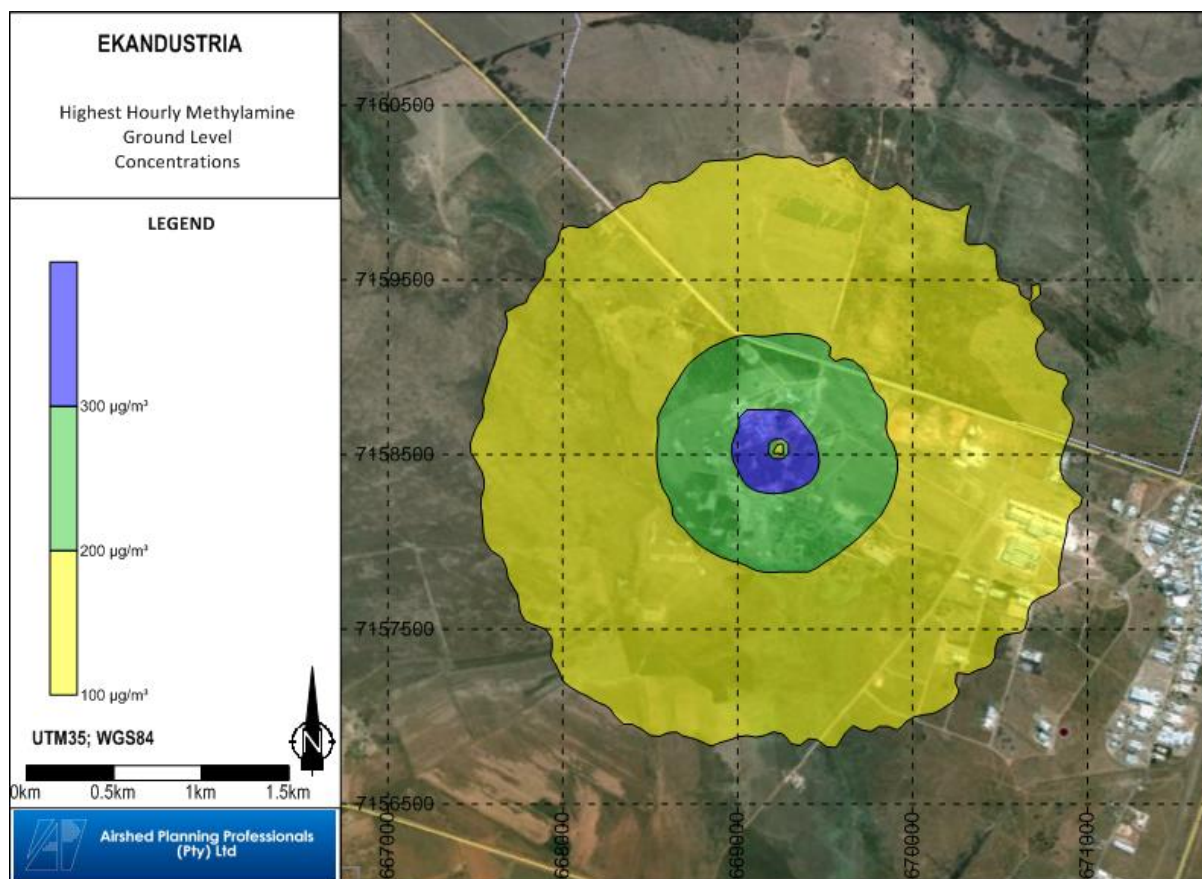 EKANDUSTRIA
Highest Hourly Methylamine
Ground Level
Concentrations
LEGEND
300 µg/m³
200 µg/m³
100 µg/m³
UTM35; WGS84
N
0km 0.5km 1km 1.5km
Airshed Planning Professionals
(Pty) Ltd
7160500
7159500
7158500
7157500
7156500
667000
668000
669000
670000
671000